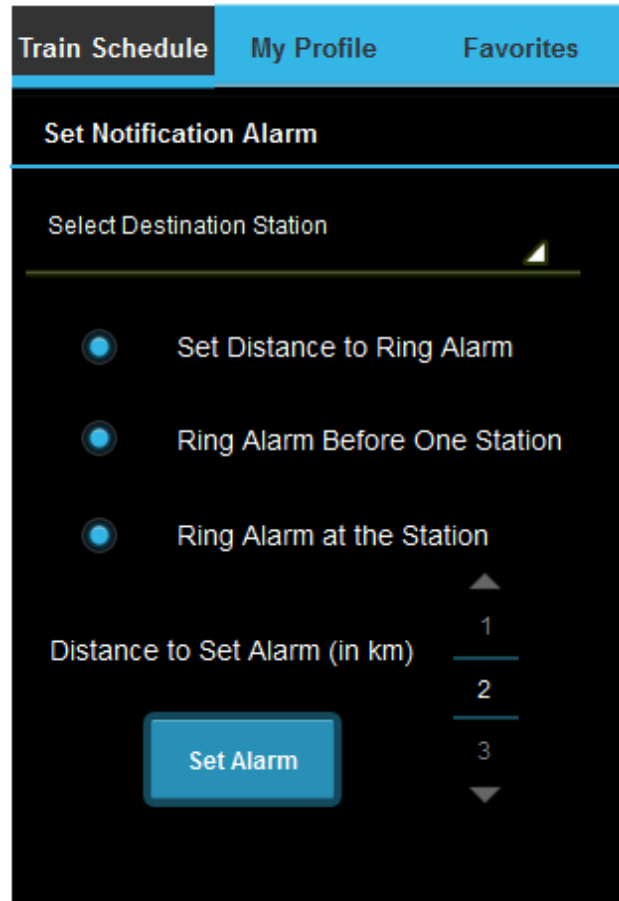 Train Schedule My Profile Favorites
Set Notification Alarm
Select Destination Station
Set Distance to Ring Alarm
Ring Alarm Before One Station
Ring Alarm at the Station
1
Distance to Set Alarm (in km)
2
Set Alarm
3